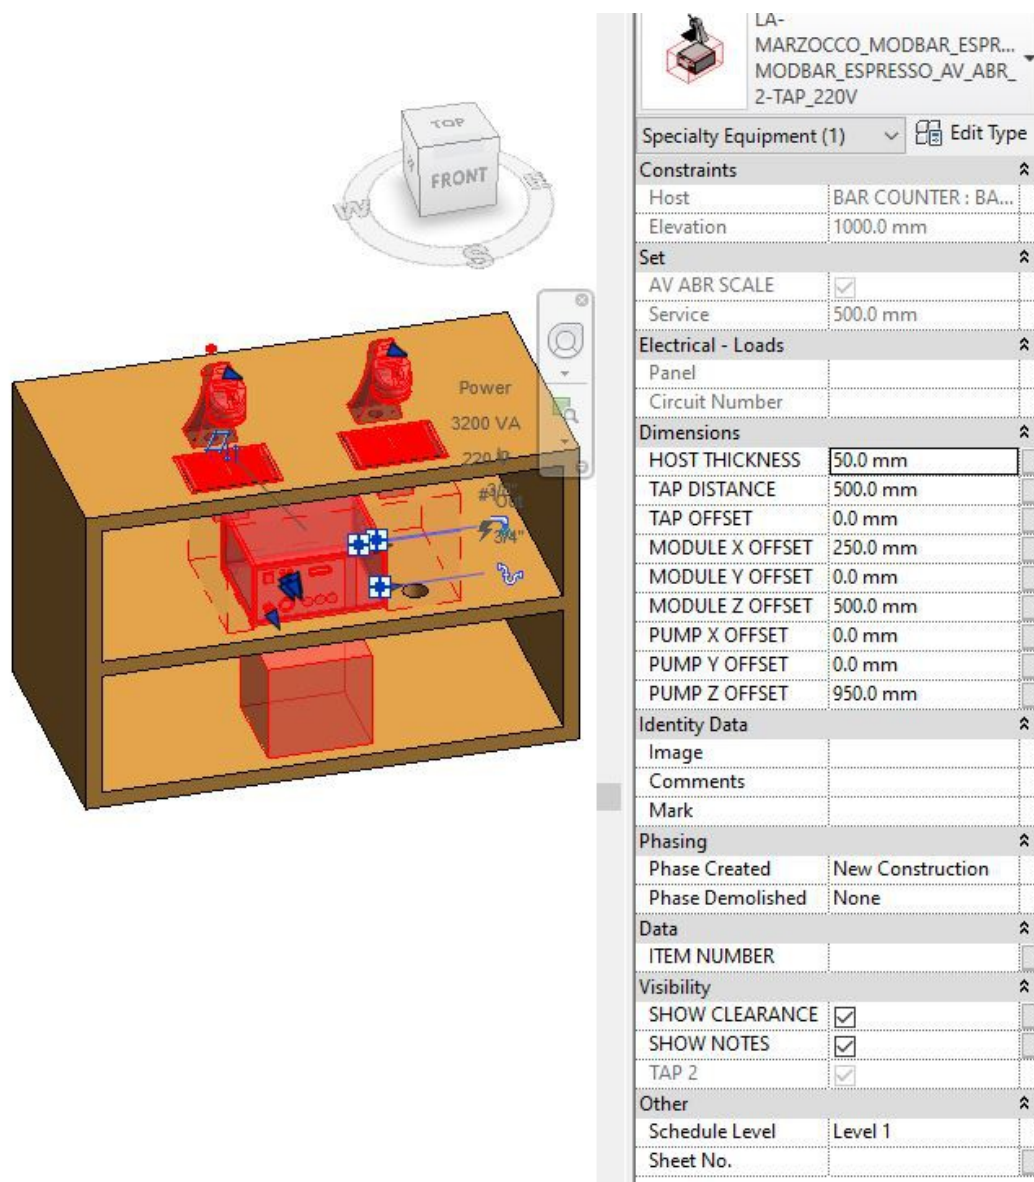 LA-
MARZOCCO_MODBAR_ESPR...
MODBAR_ESPRESSO_AV_ABR_
2-TAP_220V
Specialty Equipment (1)
Edit Type
Constraints
Host BAR COUNTER : BA...
Elevation 1000.0 mm
Set
AV ABR SCALE
Service 500.0 mm
Electrical - Loads
Panel
Circuit Number
Dimensions
HOST THICKNESS 50.0 mm
TAP DISTANCE 500.0 mm
TAP OFFSET 0.0 mm
MODULE X OFFSET 250.0 mm
MODULE Y OFFSET 0.0 mm
MODULE Z OFFSET 500.0 mm
PUMP X OFFSET 0.0 mm
PUMP Y OFFSET 0.0 mm
PUMP Z OFFSET 950.0 mm
Identity Data
Image
Comments
Mark
Phasing
Phase Created New Construction
Phase Demolished None
Data
ITEM NUMBER
Visibility
SHOW CLEARANCE
SHOW NOTES
TAP 2
Other
Schedule Level Level 1
Sheet No.
TOP
FRONT
W
E
S
Power
3200 VA
220
3/4"